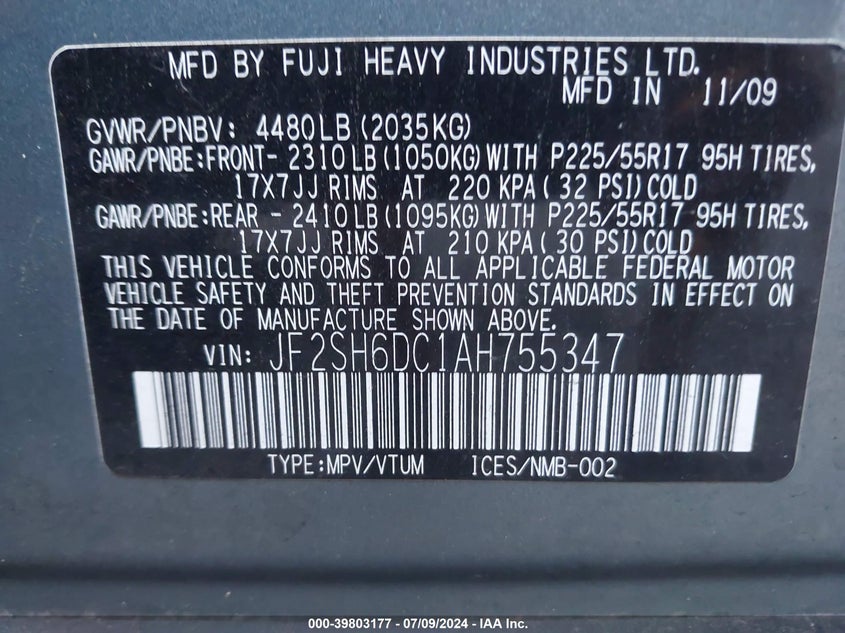 MFD BY FUJI HEAVY INDUSTRIES LTD.
MFD IN 11/09
GVWR/PNBV: 4480LB(2035KG)
GAWR/PNBE:FRONT- 2310LB(1050KG)WITH P225/55R17 95H TIRES,
17X7JJ RIMS AT 220 KPA(32 PSI)COLD
GAWR/PNBE:REAR - 2410LB(1095KG)WITH P225/55R17 95H TIRES,
17X7JJ RIMS AT 210 KPA(30 PSI)COLD
THIS VEHICLE CONFORMS TO ALL APPLICABLE FEDERAL MOTOR
VEHICLE SAFETY AND THEFT PREVENTION STANDARDS IN EFFECT ON
THE DATE OF MANUFACTURE SHOWN ABOVE.
VIN: JF2SH6DC1AH755347
TYPE:MPV/VTUM ICES/NMB-002
000-39803177 - 07/09/2024 - IAA Inc.